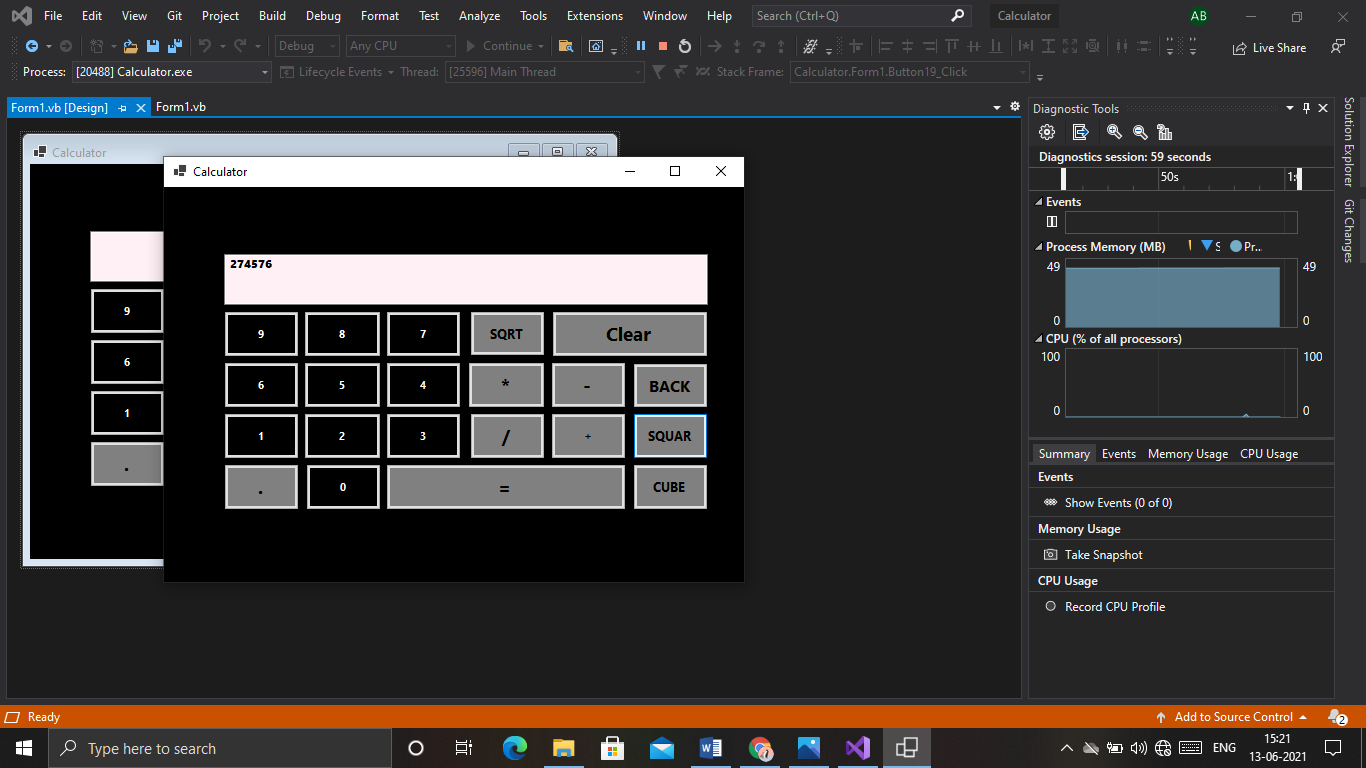 File Edit View Git Project Build Debug Format Test Analyze Tools Extensions Window Help Search (Ctrl+Q) Calculator AB
Debug Any CPU Continue Live Share
Process: [20488] Calculator.exe Lifecycle Events Thread: [25596] Main Thread Stack Frame: Calculator.Form1.Button19_Click
Form1.vb [Design] Form1.vb
Calculator
9
6
1
.
Calculator
274576
9 8 7 SQRT Clear
6 5 4 * - BACK
1 2 3 / + SQUAR
. 0 = CUBE
Diagnostic Tools
Diagnostics session: 59 seconds
50s
Events
Process Memory (MB) Pr...
49 49
0 0
CPU (% of all processors)
100 100
0 0
Summary Events Memory Usage CPU Usage
Events
Show Events (0 of 0)
Memory Usage
Take Snapshot
CPU Usage
Record CPU Profile
Solution Explorer
Git Changes
Ready Add to Source Control 2
Type here to search ENG 15:21
13-06-2021